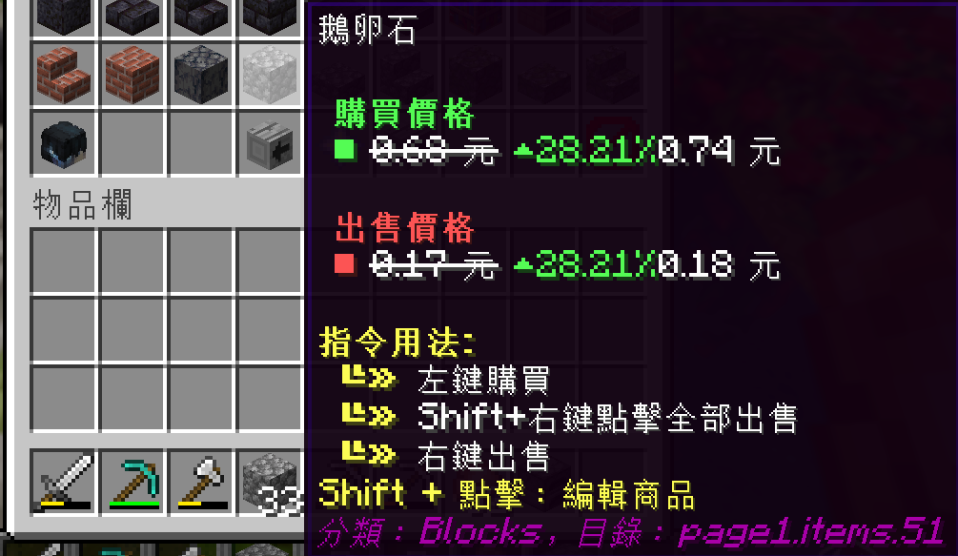 鵝卵石
購買價格
■ 0.68 元 ▲28.21%0.74 元
出售價格
■ 0.17 元 ▲28.21%0.18 元
物品欄
指令用法:
┗» 左鍵購買
┗» Shift+右鍵點擊全部出售
┗» 右鍵出售
33
Shift + 點擊：編輯商品
分類：Blocks，目錄：page1.items.51